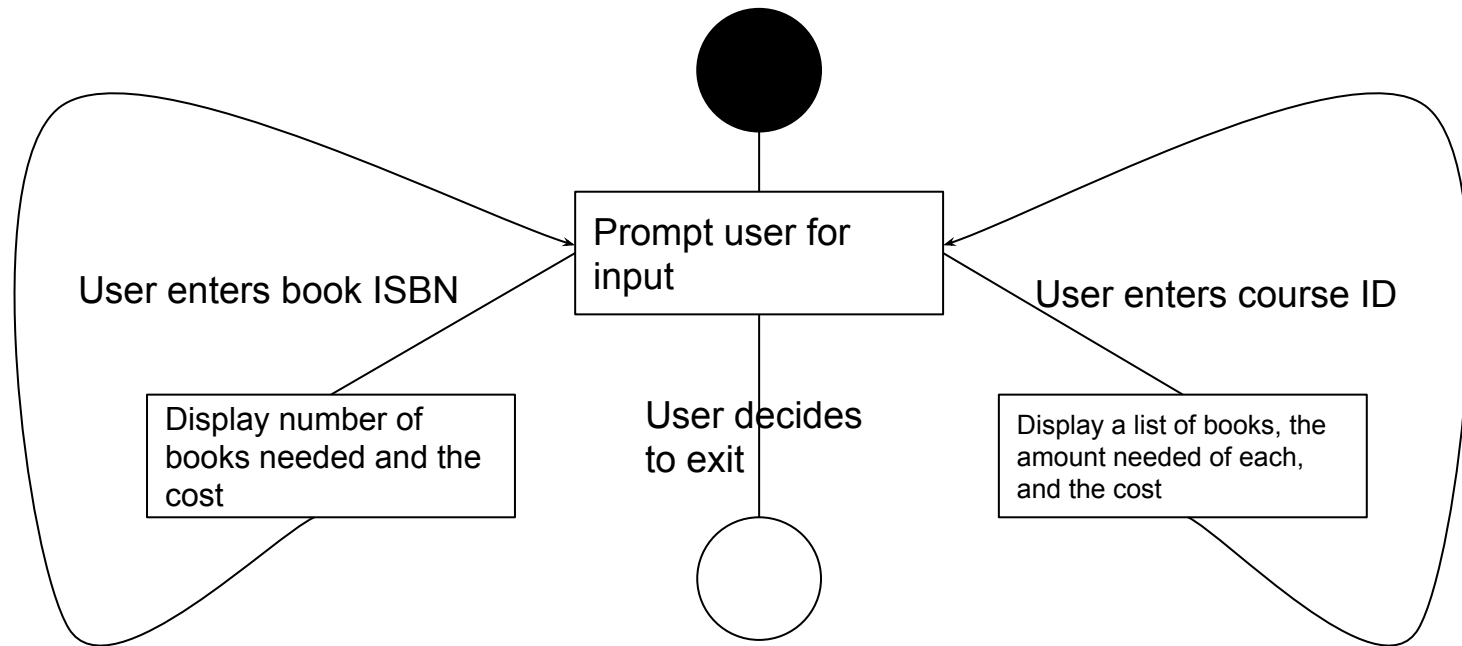 Prompt user for
input
User enters book ISBN
User enters course ID
Display number of
books needed and the
cost
User decides
to exit
Display a list of books, the
amount needed of each,
and the cost